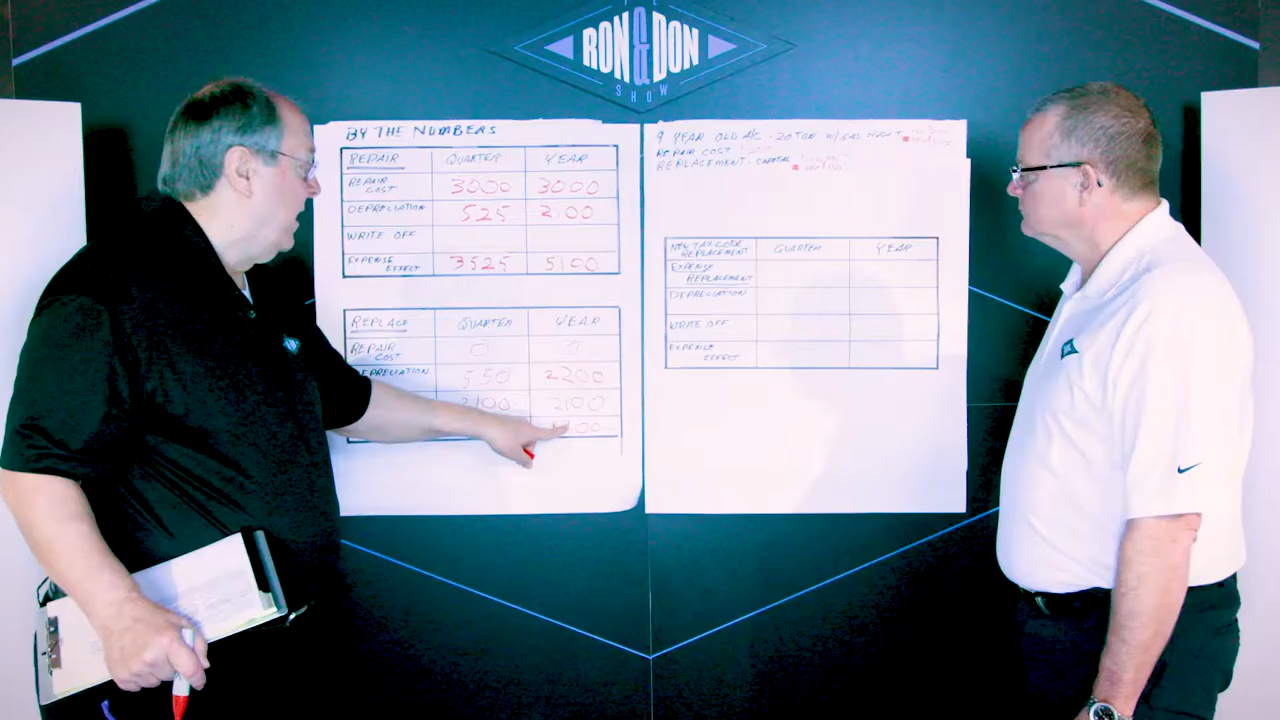 THE
RON & DON
SHOW
BY THE NUMBERS
REPAIR QUARTER YEAR
REPAIR COST 3000 3000
DEPRECIATION 525 2100
WRITE OFF
EXPENSE EFFECT 3525 5100
REPLACE QUARTER YEAR
REPAIR COST 0 0
DEPRECIATION 550 2200
2100 2100
00
9 YEAR OLD A/C - 20 TON W/ GAS HEAT
REPAIR COST
REPLACEMENT - CAPITAL
NEW TAX CODE REPLACEMENT QUARTER YEAR
EXPENSE REPLACEMENT
DEPRECIATION
WRITE OFF
EXPENSE EFFECT